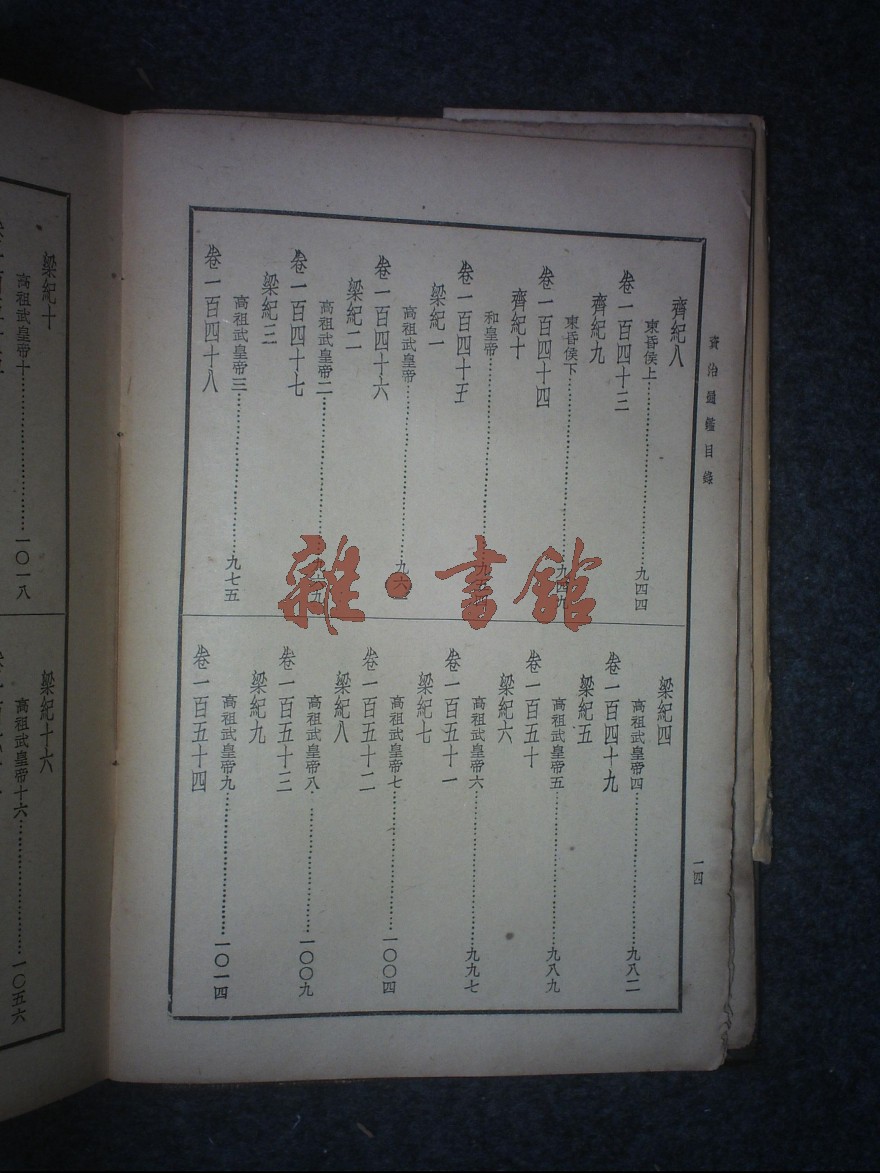 資治通鑑目錄
一四
齊紀八
東昏侯上……九四四
卷一百四十三
齊紀九
東昏侯下……九四九
卷一百四十四
齊紀十
和皇帝……
卷一百四十五
梁紀一
高祖武皇帝……九六
卷一百四十六
梁紀二
高祖武皇帝二……九六九
卷一百四十七
梁紀三
高祖武皇帝三……九七五
卷一百四十八
梁紀四
高祖武皇帝四……九八二
卷一百四十九
梁紀五
高祖武皇帝五……九八九
卷一百五十
梁紀六
高祖武皇帝六……九九七
卷一百五十一
梁紀七
高祖武皇帝七……一〇〇四
卷一百五十二
梁紀八
高祖武皇帝八……一〇〇九
卷一百五十三
梁紀九
高祖武皇帝九……一〇一四
卷一百五十四
梁紀十
高祖武皇帝十……一〇一八
梁紀十六
高祖武皇帝十六……一〇五六
雜·書館